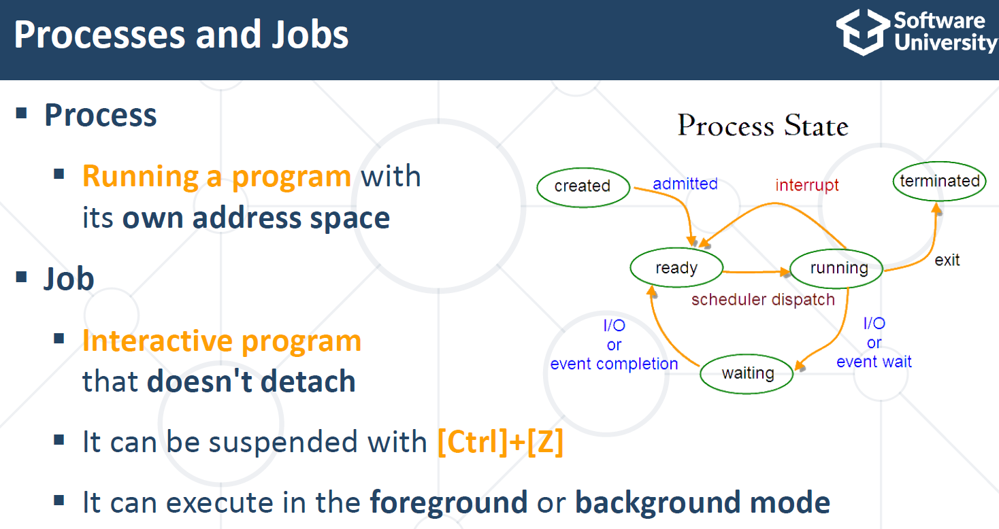 Processes and Jobs
Software
University
▪ Process
▪ Running a program with
its own address space
▪ Job
▪ Interactive program
that doesn't detach
▪ It can be suspended with [Ctrl]+[Z]
▪ It can execute in the foreground or background mode
Process State
created
admitted
interrupt
terminated
ready
running
exit
scheduler dispatch
I/O
or
event completion
I/O
or
event wait
waiting